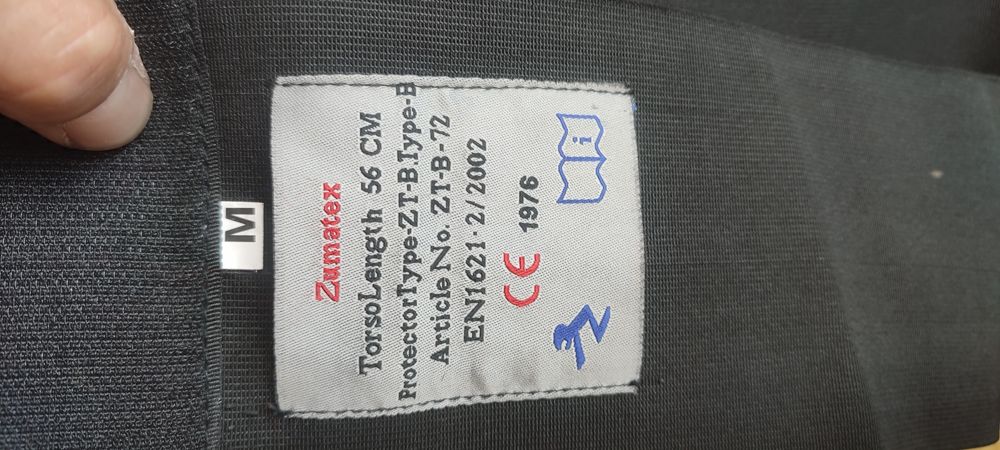 M
Zumatex
TorsoLength 56 CM
ProtectorType-ZT-B.Type-B
Article No. ZT-B-72
EN1621-2/2002
CE 1976
i